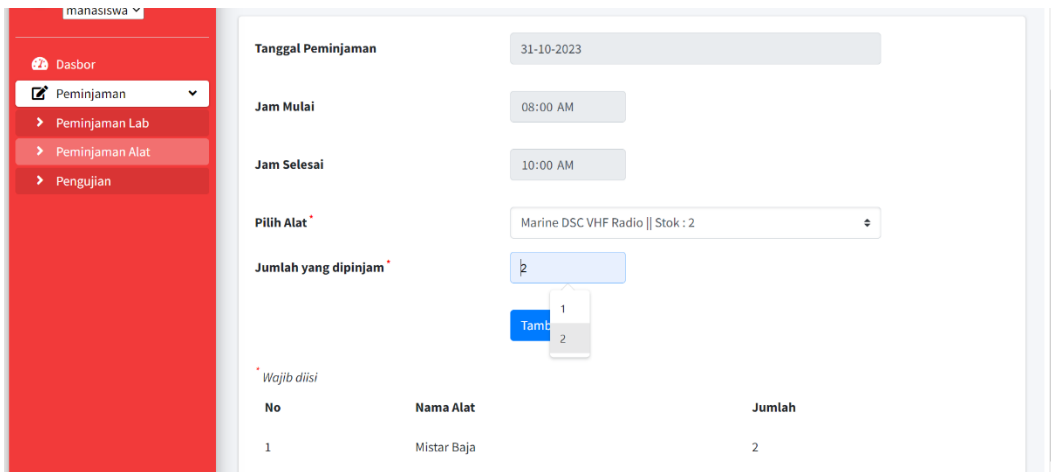 mahasiswa
Dasbor
Peminjaman
Peminjaman Lab
Peminjaman Alat
Pengujian
Tanggal Peminjaman 31-10-2023
Jam Mulai 08:00 AM
Jam Selesai 10:00 AM
Pilih Alat * Marine DSC VHF Radio || Stok : 2
Jumlah yang dipinjam * 2
1
2
Tamb
* Wajib diisi
No Nama Alat Jumlah
1 Mistar Baja 2